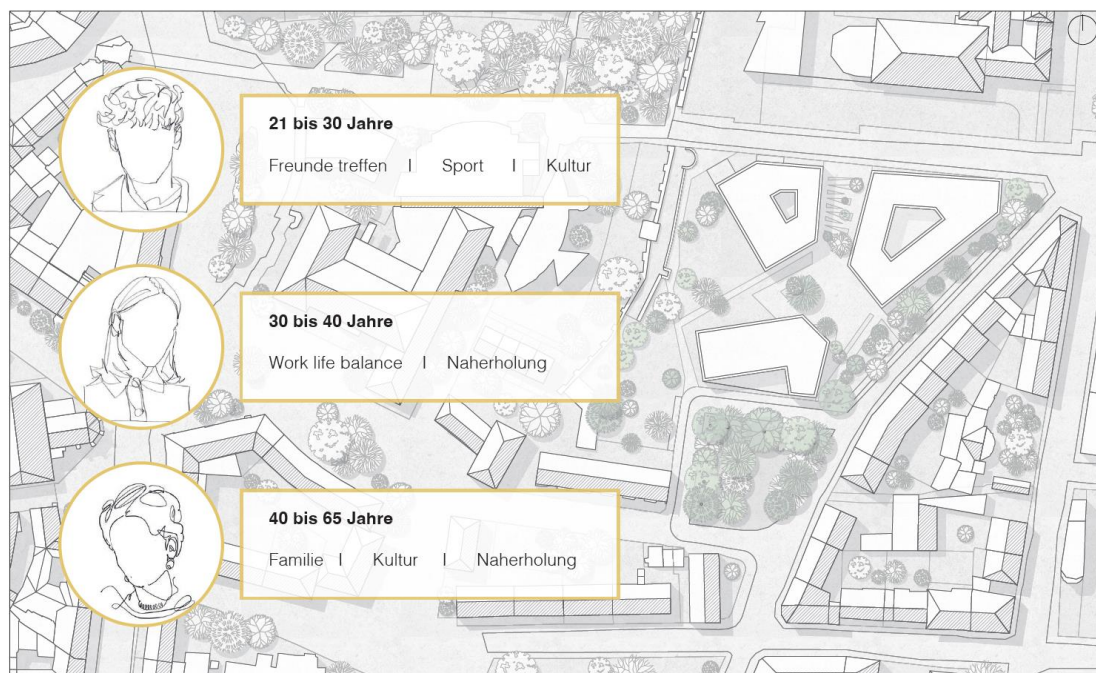 21 bis 30 Jahre
Freunde treffen I Sport I Kultur
30 bis 40 Jahre
Work life balance I Naherholung
40 bis 65 Jahre
Familie I Kultur I Naherholung